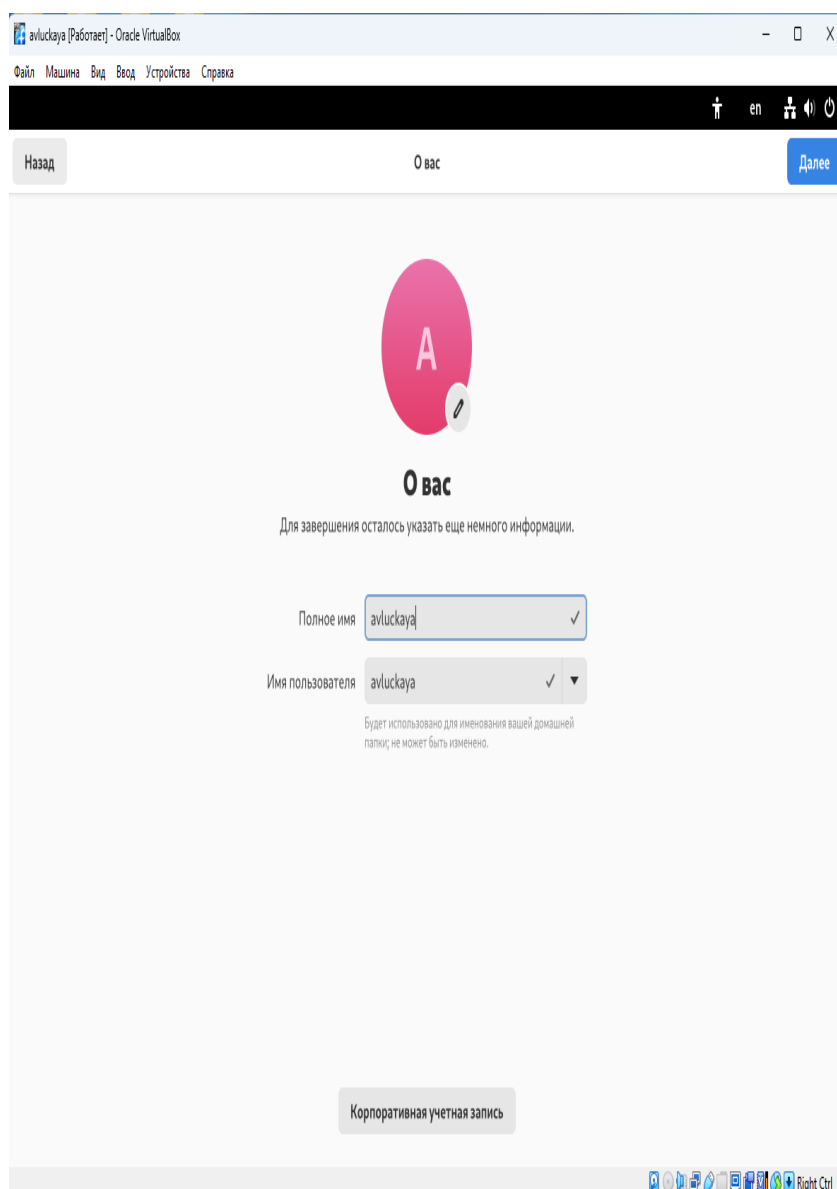 avluckaya [Работает] - Oracle VirtualBox
Файл Машина Вид Ввод Устройства Справка
en
Назад О вас Далее
A
О вас
Для завершения осталось указать еще немного информации.
Полное имя avluckaya
Имя пользователя avluckaya
Будет использовано для именования вашей домашней
папки; не может быть изменено.
Корпоративная учетная запись
Right Ctrl